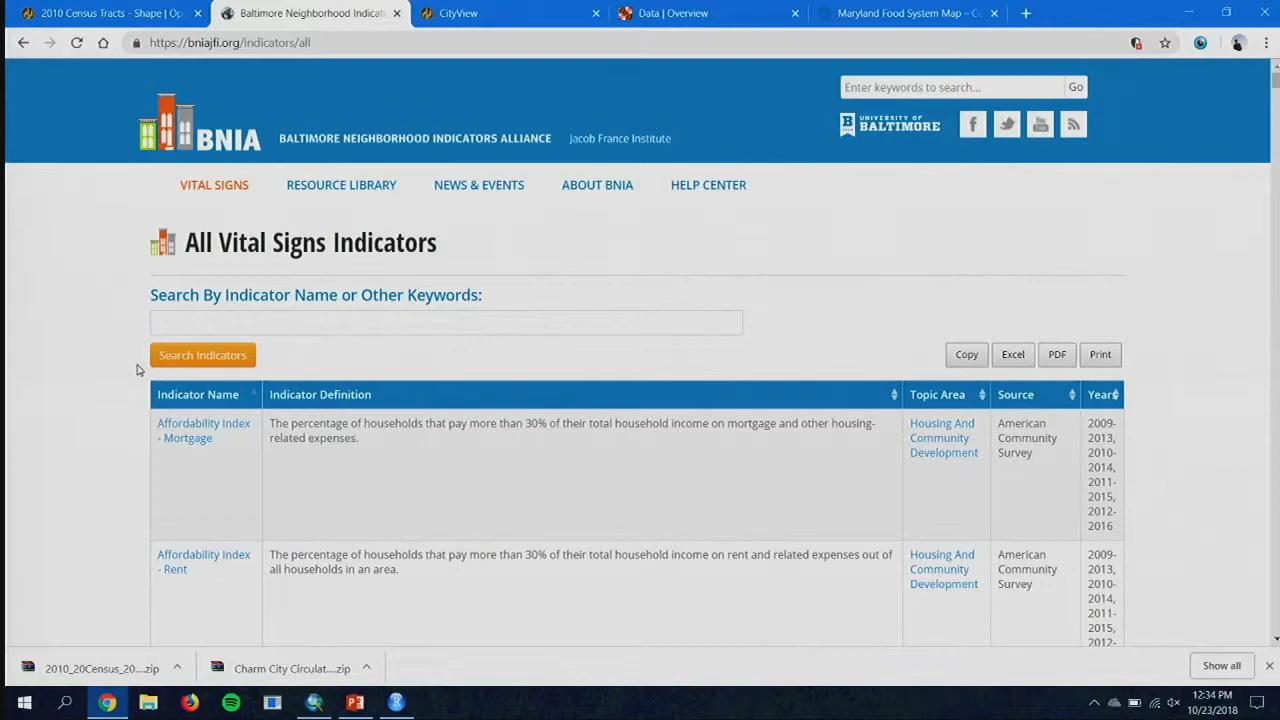 2010 Census Tracts - Shape | Op
Baltimore Neighborhood Indicat
CityView
Data | Overview
Maryland Food System Map – C
https://bniajfi.org/indicators/all
Enter keywords to search...
Go
BNIA
BALTIMORE NEIGHBORHOOD INDICATORS ALLIANCE
Jacob France Institute
UNIVERSITY OF
BALTIMORE
You
Tube
VITAL SIGNS
RESOURCE LIBRARY
NEWS & EVENTS
ABOUT BNIA
HELP CENTER
All Vital Signs Indicators
Search By Indicator Name or Other Keywords:
Search Indicators
Copy
Excel
PDF
Print
Indicator Name
Indicator Definition
Topic Area
Source
Years
Affordability Index
- Mortgage
The percentage of households that pay more than 30% of their total household income on mortgage and other housing-
related expenses.
Housing And
Community
Development
American
Community
Survey
2009-
2013,
2010-
2014,
2011-
2015,
2012-
2016
Affordability Index
- Rent
The percentage of households that pay more than 30% of their total household income on rent and related expenses out of
all households in an area.
Housing And
Community
Development
American
Community
Survey
2009-
2013,
2010-
2014,
2011-
2015,
2012-
2010_20Census_20....zip
Charm City Circulat....zip
Show all
12:34 PM
10/23/2018